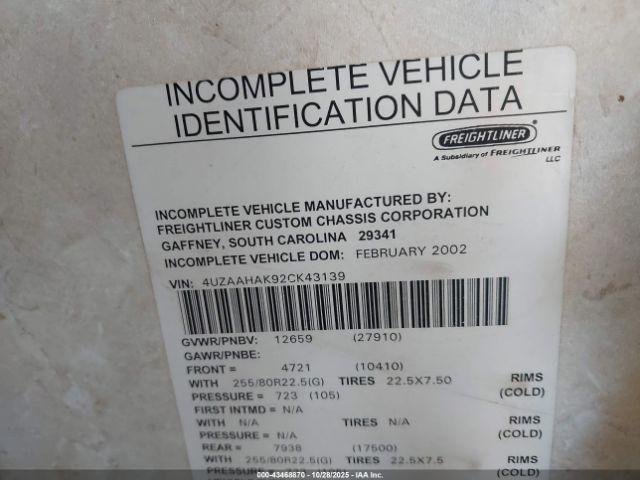 INCOMPLETE VEHICLE
IDENTIFICATION DATA
FREIGHTLINER
A Subsidiary of FREIGHTLINER
LLC
INCOMPLETE VEHICLE MANUFACTURED BY:
FREIGHTLINER CUSTOM CHASSIS CORPORATION
GAFFNEY, SOUTH CAROLINA 29341
INCOMPLETE VEHICLE DOM: FEBRUARY 2002
VIN: 4UZAAHAK92CK43139
GVWR/PNBV: 12659 (27910)
GAWR/PNBE:
FRONT = 4721 (10410)
WITH 255/80R22.5(G) TIRES 22.5X7.50 RIMS
PRESSURE = 723 (105) (COLD)
FIRST INTMD = N/A
WITH N/A TIRES N/A RIMS
PRESSURE = N/A (COLD)
REAR = 7938 (17500)
WITH 255/80R22.5(G) TIRES 22.5X7.5 RIMS
(COLD)
000-43468870 10/28/2025 IAAI